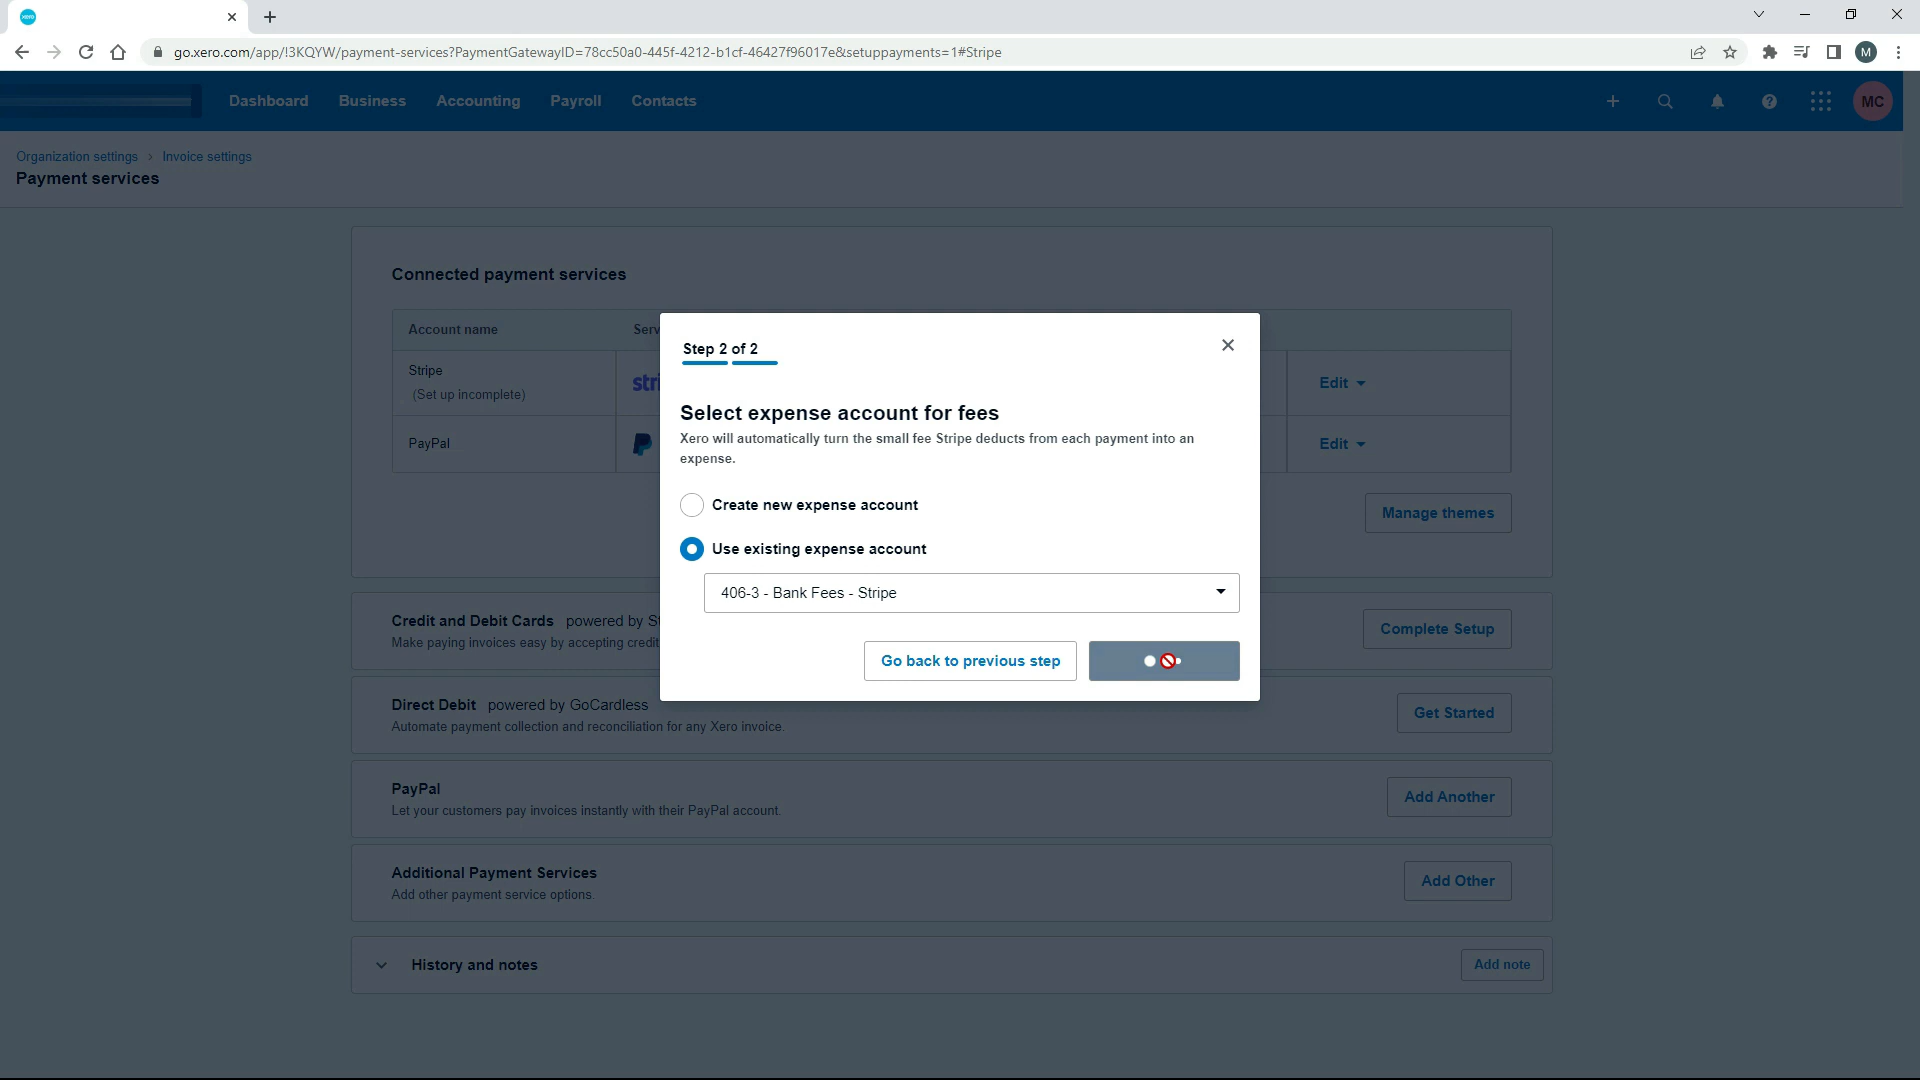 go.xero.com/app/!3KQYW/payment-services?PaymentGatewayID=78cc50a0-445f-4212-b1cf-46427f96017e&setuppayments=1#Stripe
M
Dashboard
Business
Accounting
Payroll
Contacts
MC
Organization settings > Invoice settings
Payment services
Connected payment services
Account name
Serv
Stripe
(Set up incomplete)
stri
Edit
PayPal
Edit
Manage themes
Step 2 of 2
Select expense account for fees
Xero will automatically turn the small fee Stripe deducts from each payment into an
expense.
Create new expense account
Use existing expense account
406-3 - Bank Fees - Stripe
Go back to previous step
Credit and Debit Cards powered by St
Make paying invoices easy by accepting credit
Complete Setup
Direct Debit powered by GoCardless
Automate payment collection and reconciliation for any Xero invoice.
Get Started
PayPal
Let your customers pay invoices instantly with their PayPal account.
Add Another
Additional Payment Services
Add other payment service options.
Add Other
History and notes
Add note